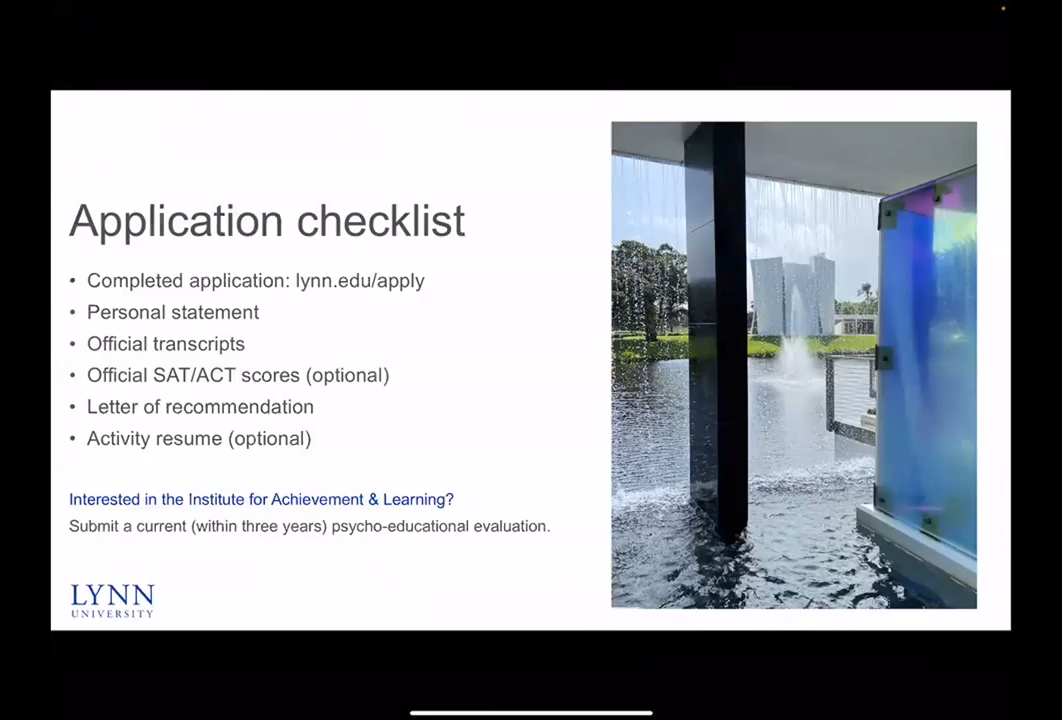 Application checklist
• Completed application: lynn.edu/apply
• Personal statement
• Official transcripts
• Official SAT/ACT scores (optional)
• Letter of recommendation
• Activity resume (optional)
Interested in the Institute for Achievement & Learning?
Submit a current (within three years) psycho-educational evaluation.
LYNN
UNIVERSITY